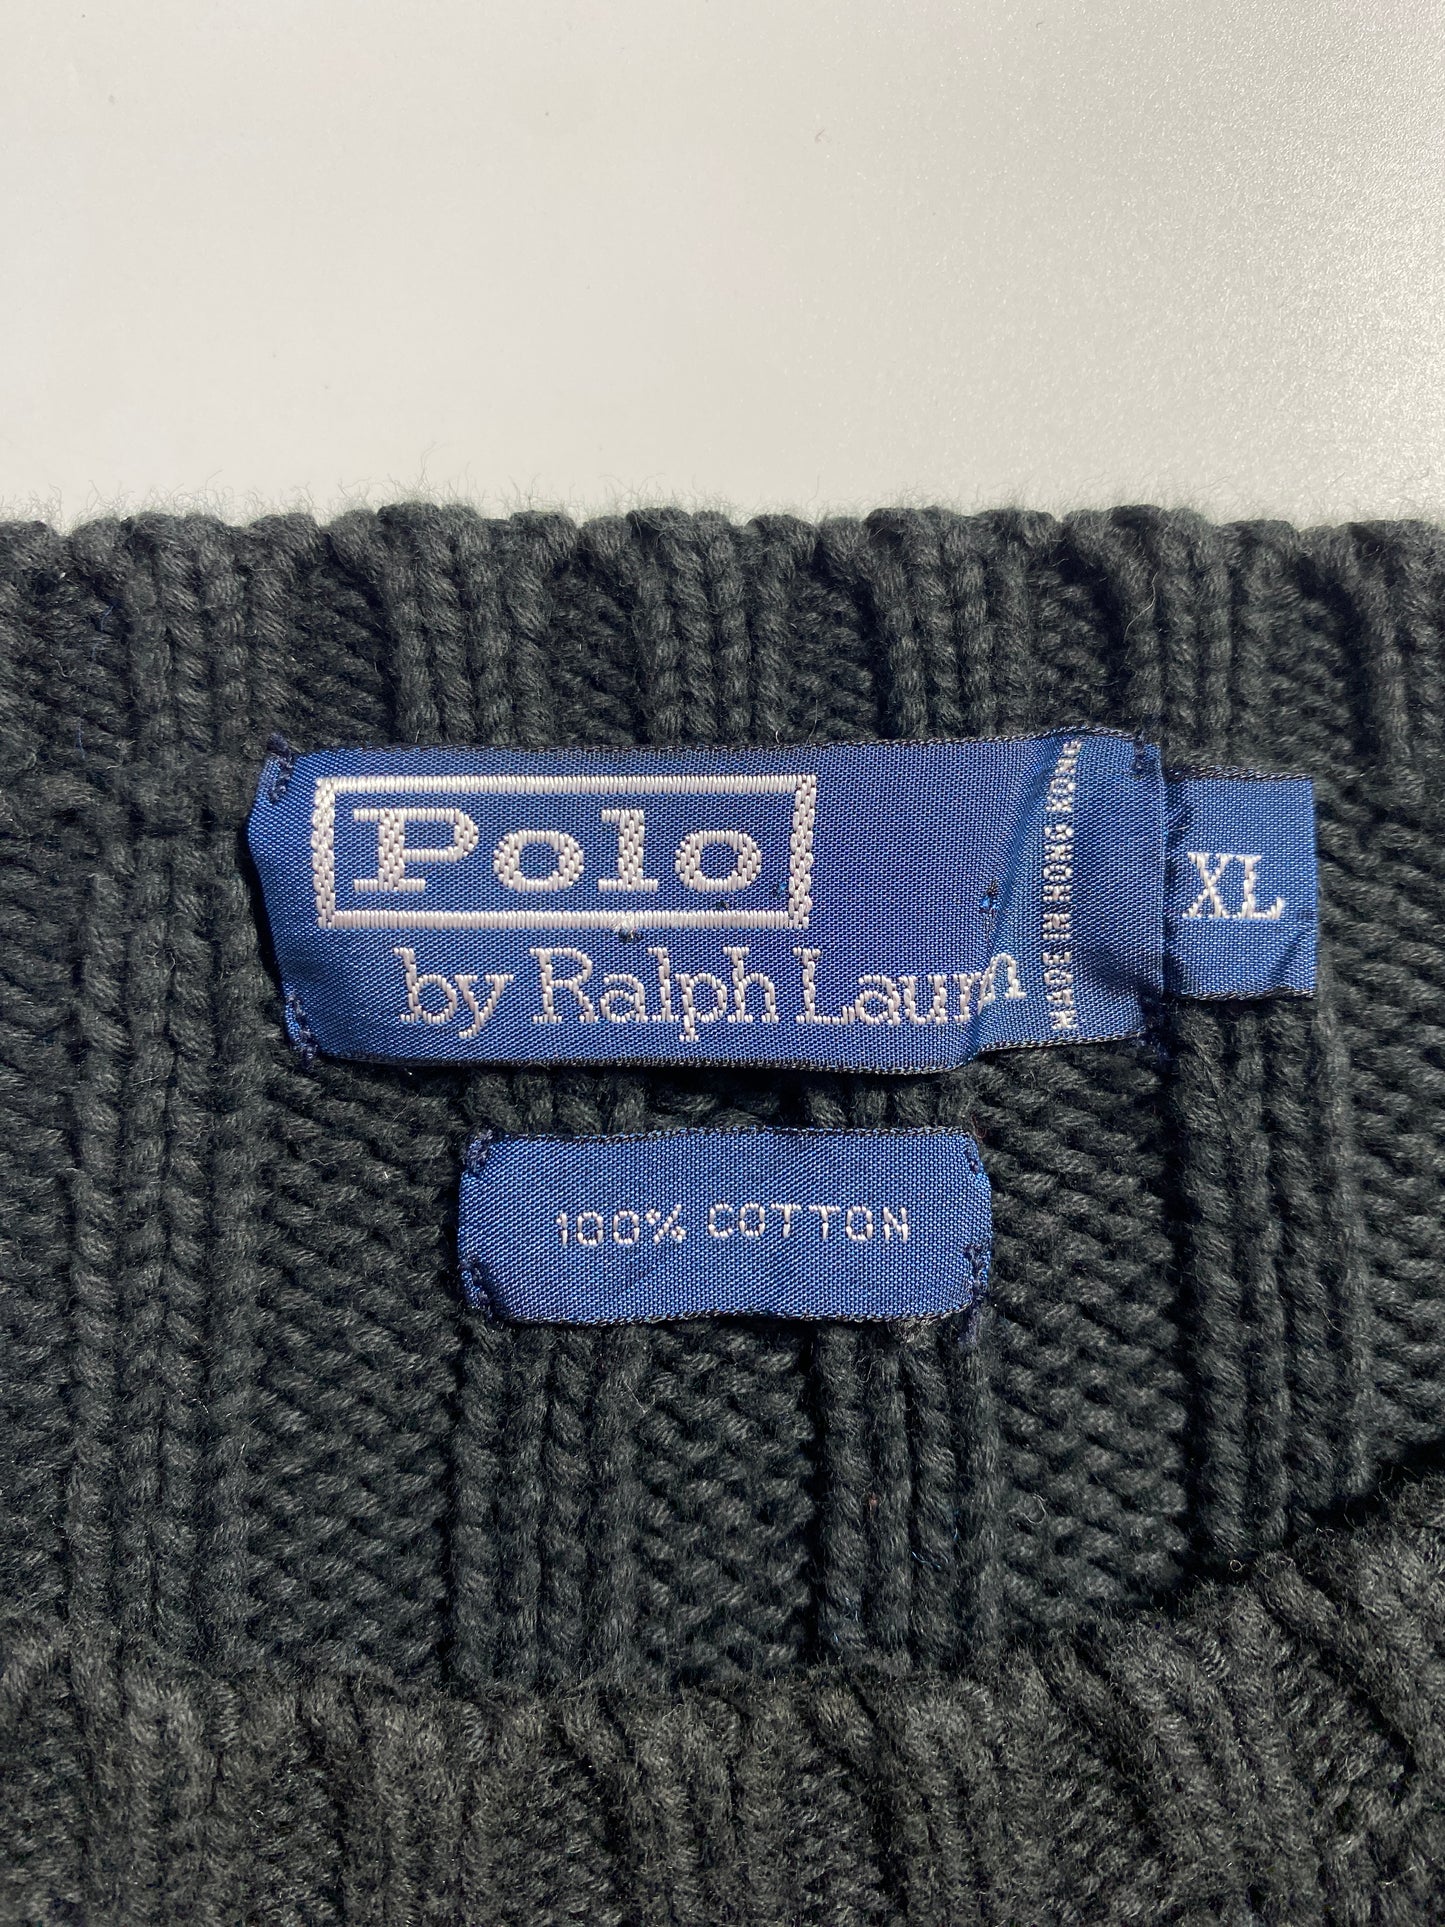 Polo
by Ralph Lauren
MADE IN HONG KONG
XL
100% COTTON